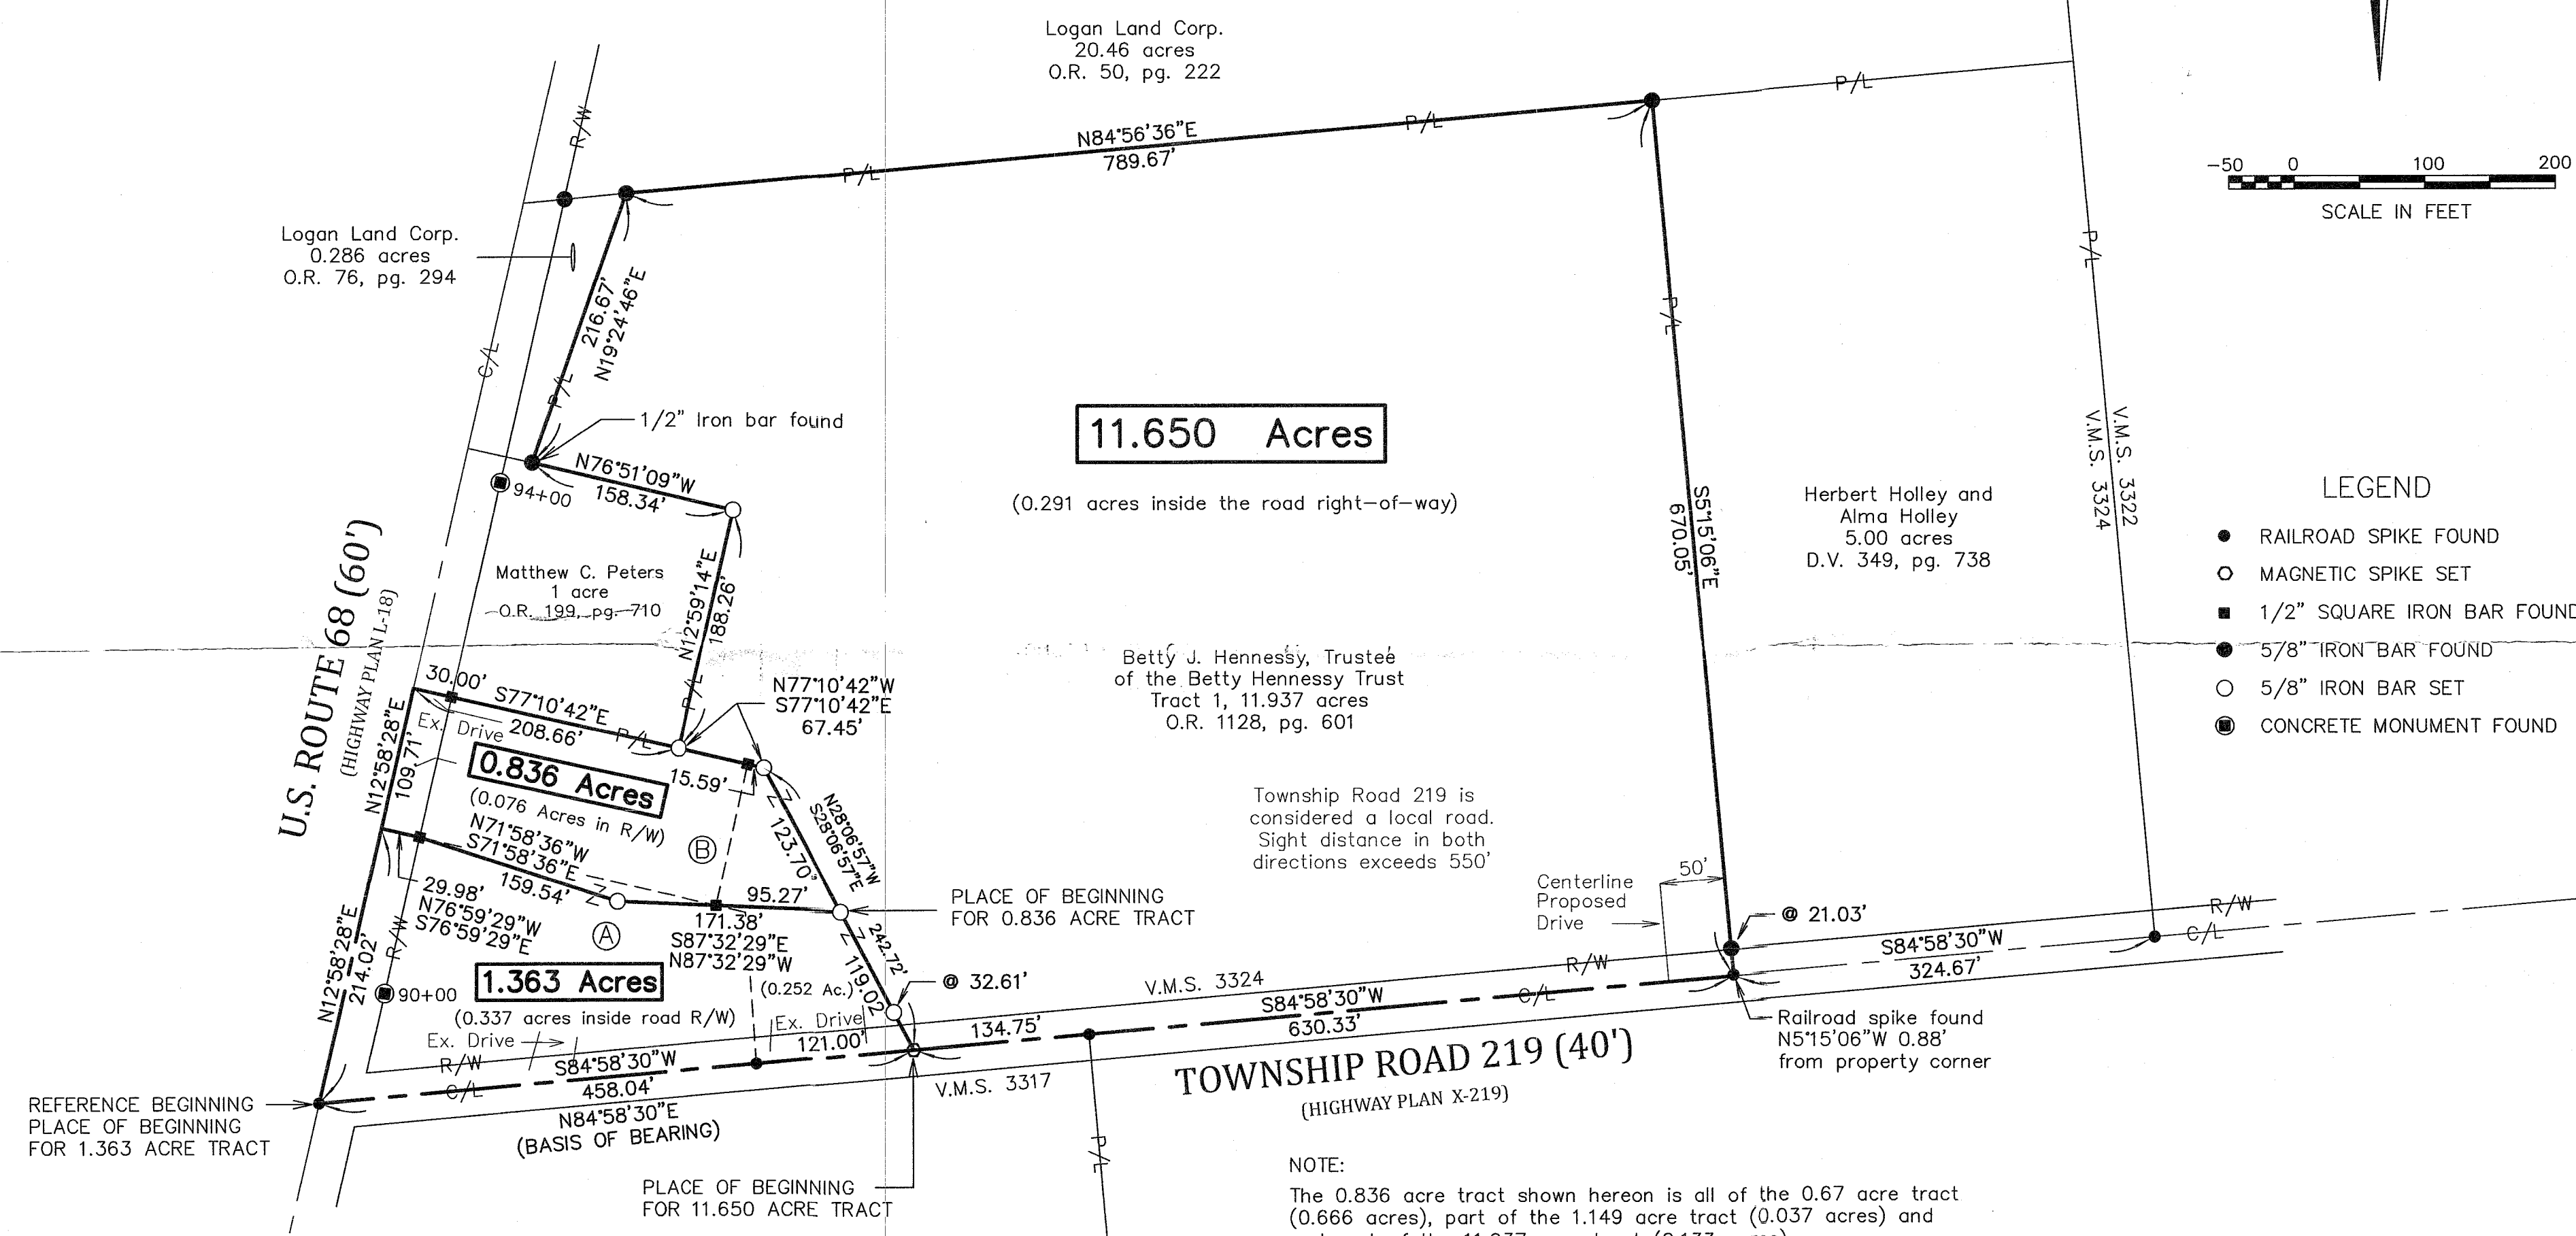 Logan Land Corp.
20.46 acres
O.R. 50, pg. 222
P/L
R/W
N84°56'36"E
789.67'
P/L
P/L
-50 0 100 200
SCALE IN FEET
Logan Land Corp.
0.286 acres
O.R. 76, pg. 294
216.67'
N19°24'46"E
P/L
C/L
P/L
P/L
1/2" Iron bar found
11.650 Acres
(0.291 acres inside the road right-of-way)
N76°51'09"W
158.34'
94+00
S5°15'06"E
670.05'
Herbert Holley and
Alma Holley
5.00 acres
D.V. 349, pg. 738
V.M.S. 3322
V.M.S. 3324
LEGEND
RAILROAD SPIKE FOUND
MAGNETIC SPIKE SET
1/2" SQUARE IRON BAR FOUND
5/8" IRON BAR FOUND
5/8" IRON BAR SET
CONCRETE MONUMENT FOUND
U.S. ROUTE 68 (60')
(HIGHWAY PLAN L-18)
Matthew C. Peters
1 acre
O.R. 199, pg. 710
N12°59'14"E
188.26'
P/L
Betty J. Hennessy, Trustee
of the Betty Hennessy Trust
Tract 1, 11.937 acres
O.R. 1128, pg. 601
30.00'
S77°10'42"E
208.66'
P/L
N77°10'42"W
S77°10'42"E
67.45'
15.59'
N12°58'28"E
109.71'
Ex. Drive
0.836 Acres
(0.076 Acres in R/W)
N71°58'36"W
S71°58'36"E
159.54'
B
N28°06'57"W
S28°06'57"E
123.70'
Township Road 219 is
considered a local road.
Sight distance in both
directions exceeds 550'
29.98'
N76°59'29"W
S76°59'29"E
A
95.27'
171.38'
S87°32'29"E
N87°32'29"W
PLACE OF BEGINNING
FOR 0.836 ACRE TRACT
242.72'
119.02'
@ 32.61'
Centerline
Proposed
Drive
50'
@ 21.03'
N12°58'28"E
214.02'
R/W
90+00
1.363 Acres
(0.337 acres inside road R/W)
(0.252 Ac.)
Ex. Drive
Ex. Drive
R/W
C/L
S84°58'30"W
458.04'
N84°58'30"E
(BASIS OF BEARING)
121.00'
134.75'
V.M.S. 3324
V.M.S. 3317
S84°58'30"W
630.33'
R/W
C/L
S84°58'30"W
324.67'
R/W
C/L
TOWNSHIP ROAD 219 (40')
(HIGHWAY PLAN X-219)
Railroad spike found
N5°15'06"W 0.88'
from property corner
REFERENCE BEGINNING
PLACE OF BEGINNING
FOR 1.363 ACRE TRACT
PLACE OF BEGINNING
FOR 11.650 ACRE TRACT
P/L
NOTE:
The 0.836 acre tract shown hereon is all of the 0.67 acre tract
(0.666 acres), part of the 1.149 acre tract (0.037 acres) and